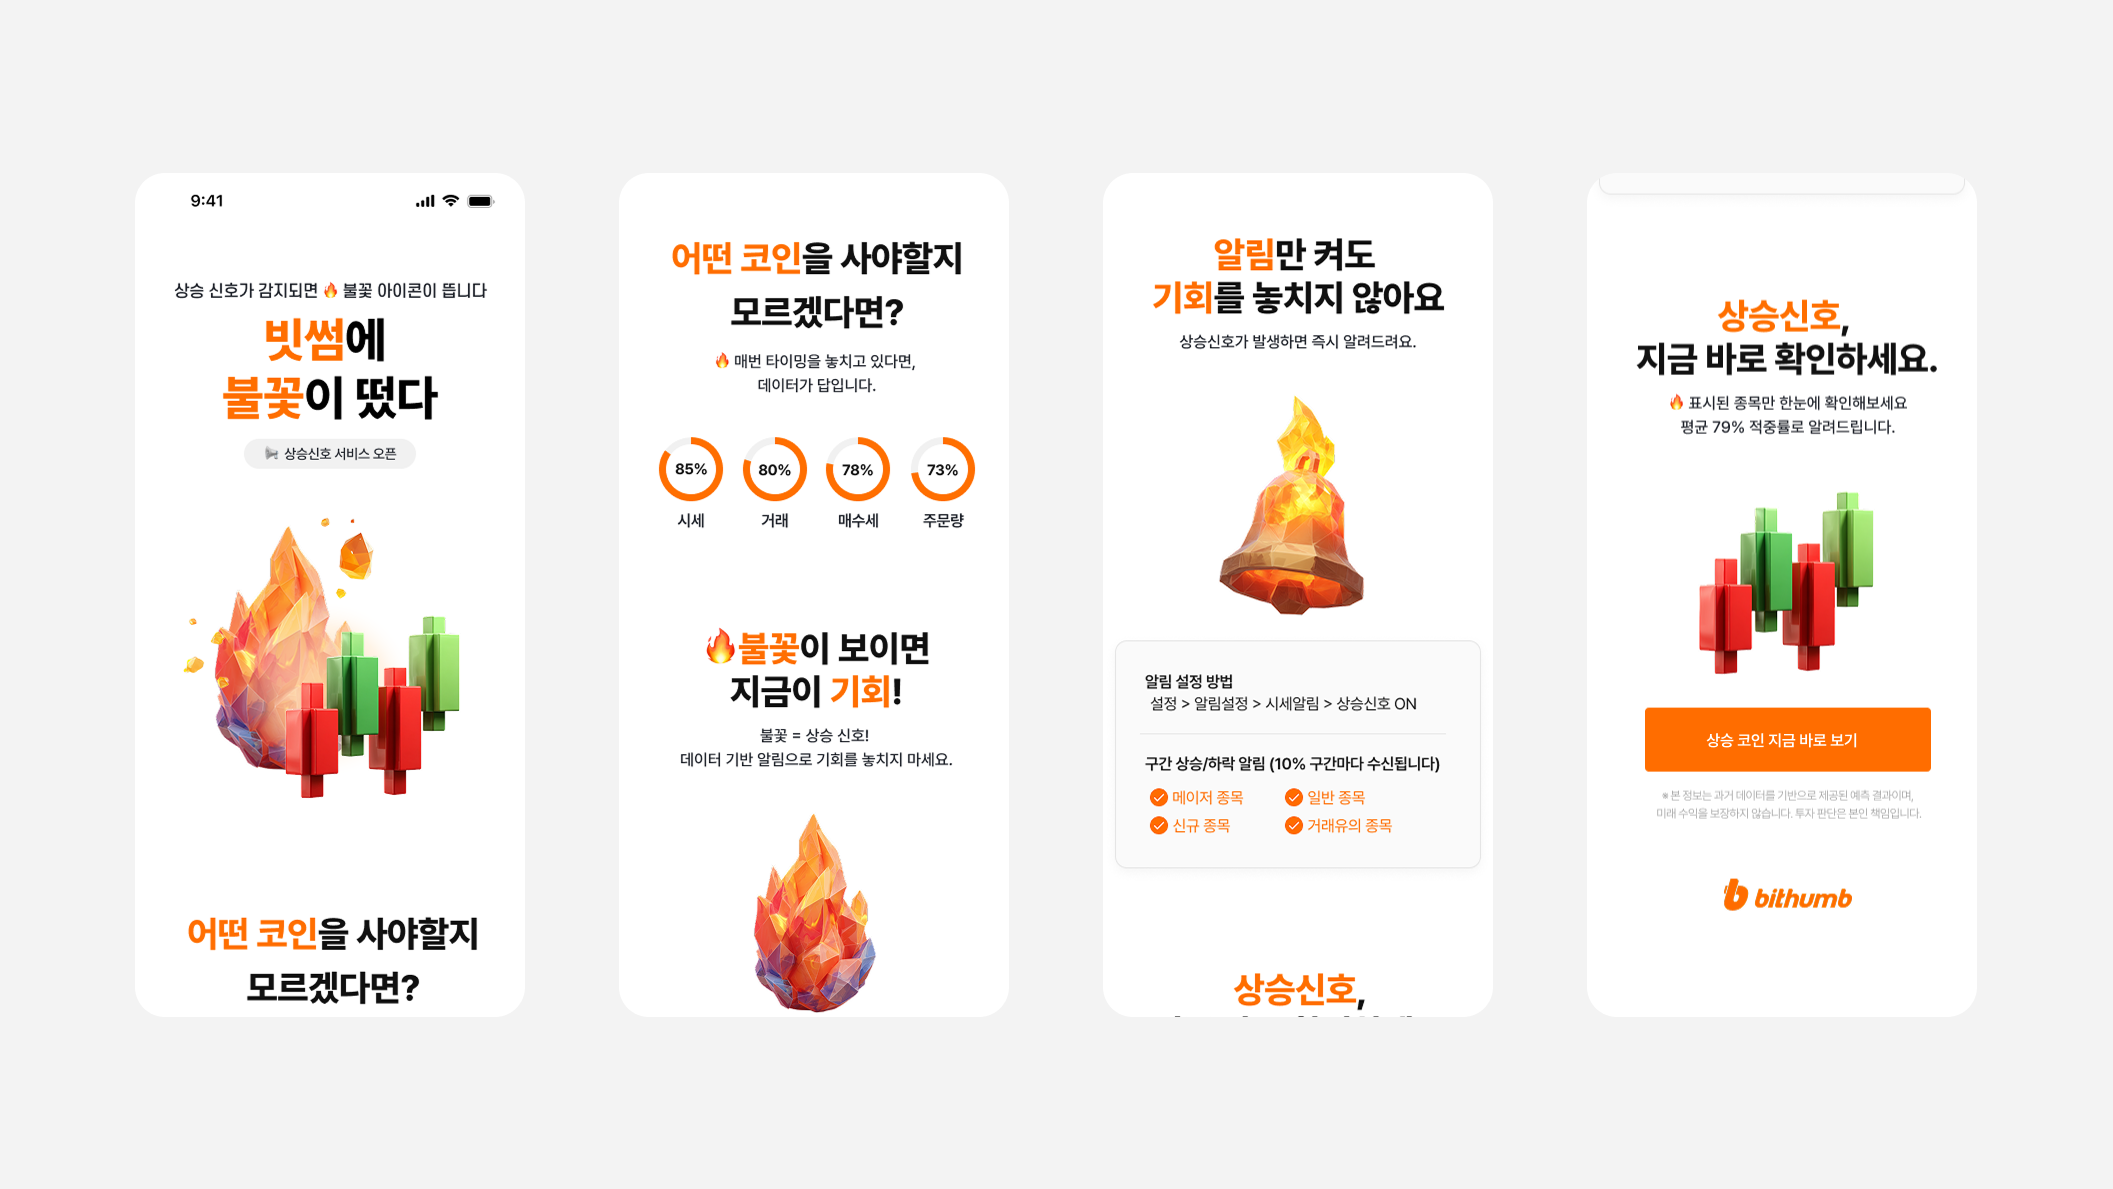 9:41
상승 신호가 감지되면 🔥 불꽃 아이콘이 뜹니다
빗썸에
불꽃이 떴다
상승신호 서비스 오픈
어떤 코인을 사야할지
모르겠다면?
어떤 코인을 사야할지
모르겠다면?
🔥 매번 타이밍을 놓치고 있다면,
데이터가 답입니다.
85% 80% 78% 73%
시세 거래 매수세 주문량
🔥불꽃이 보이면
지금이 기회!
불꽃 = 상승 신호!
데이터 기반 알림으로 기회를 놓치지 마세요.
알림만 켜도
기회를 놓치지 않아요
상승신호가 발생하면 즉시 알려드려요.
알림 설정 방법
설정 > 알림설정 > 시세알림 > 상승신호 ON
구간 상승/하락 알림 (10% 구간마다 수신됩니다)
메이저 종목 일반 종목
신규 종목 거래유의 종목
상승신호,
상승신호,
지금 바로 확인하세요.
🔥 표시된 종목만 한눈에 확인해보세요
평균 79% 적중률로 알려드립니다.
상승 코인 지금 바로 보기
※ 본 정보는 과거 데이터를 기반으로 제공된 예측 결과이며,
미래 수익을 보장하지 않습니다. 투자 판단은 본인 책임입니다.
bithumb